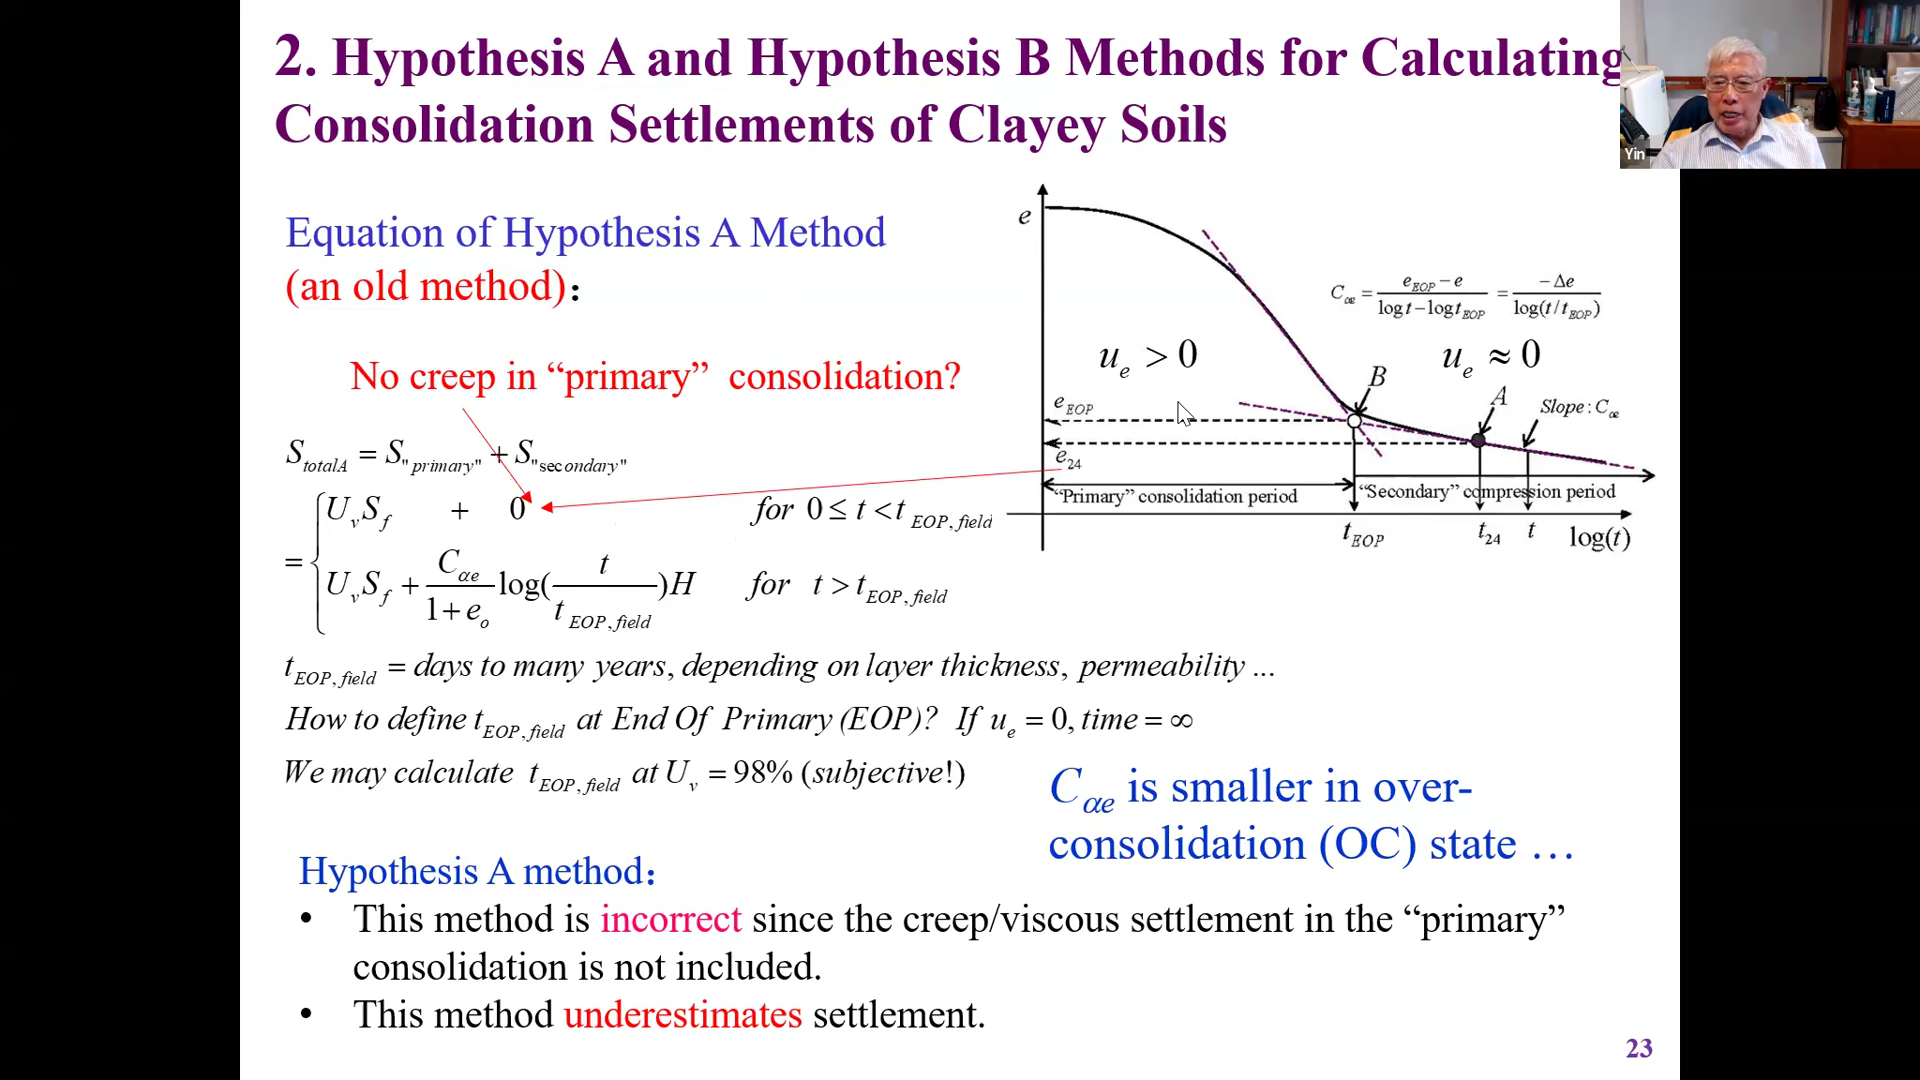 2. Hypothesis A and Hypothesis B Methods for Calculating
Consolidation Settlements of Clayey Soils
Yin
Equation of Hypothesis A Method
(an old method)：
No creep in “primary” consolidation?
S_totalA = S_"primary" + S_"secondary"
= { U_v S_f + 0 for 0 ≤ t < t_EOP,field
U_v S_f + C_αe / (1 + e_o) log( t / t_EOP,field )H for t > t_EOP,field
e
C_αe = (e_EOP − e) / (log t − log t_EOP) = −Δe / log(t / t_EOP)
u_e > 0
u_e ≈ 0
B
A
Slope : C_αe
e_EOP
e_24
“Primary” consolidation period
“Secondary” compression period
t_EOP
t_24
t
log(t)
t_EOP,field = days to many years, depending on layer thickness, permeability ...
How to define t_EOP,field at End Of Primary (EOP)? If u_e = 0, time = ∞
We may calculate t_EOP,field at U_v = 98% (subjective!)
C_αe is smaller in over-
consolidation (OC) state …
Hypothesis A method：
• This method is incorrect since the creep/viscous settlement in the “primary”
consolidation is not included.
• This method underestimates settlement.
23